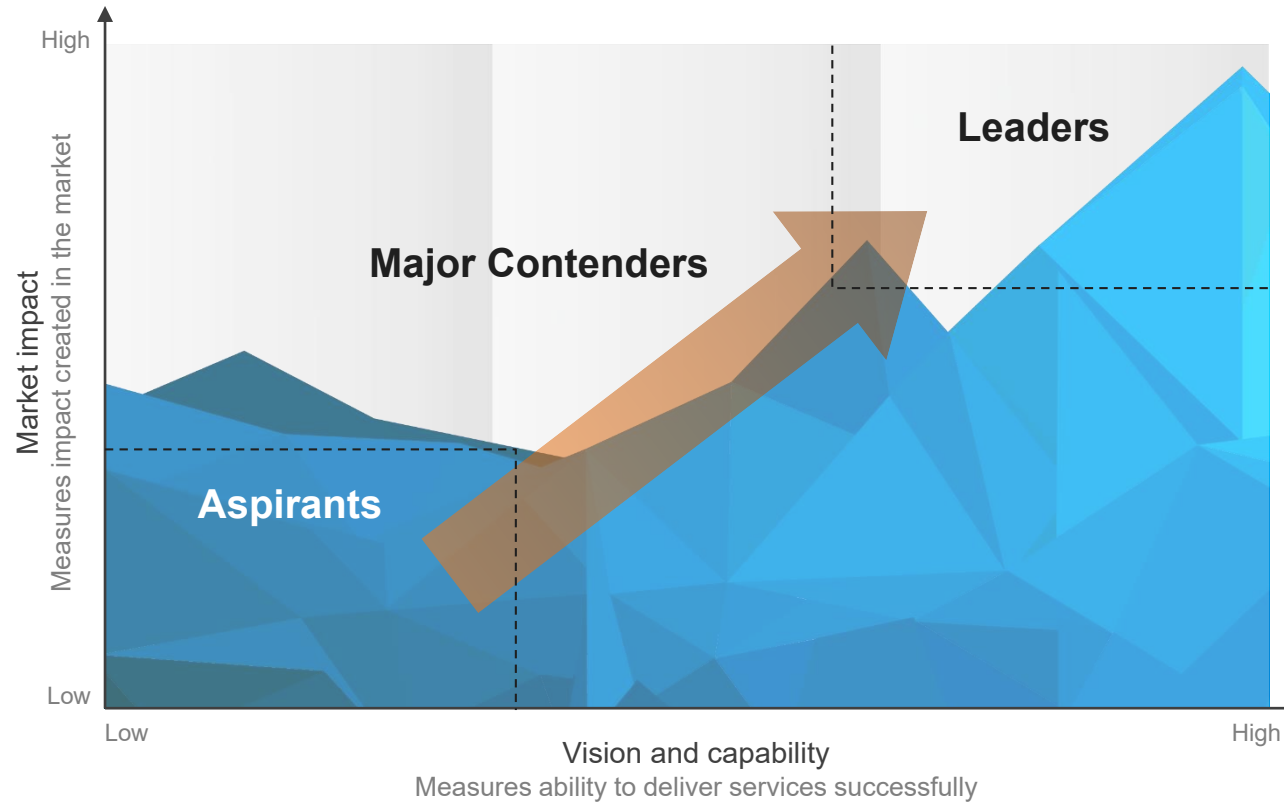 High
Leaders
Major Contenders
Market impact
Measures impact created in the market
Aspirants
Low
Low
High
Vision and capability
Measures ability to deliver services successfully